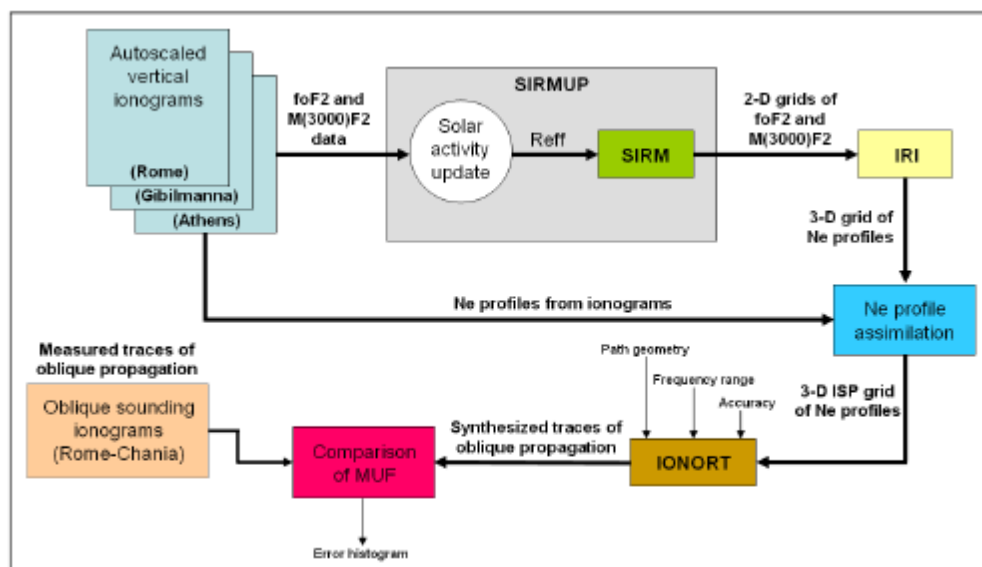 Autoscaled
vertical
ionograms
(Rome)
(Gibilmanna)
(Athens)
foF2 and
M(3000)F2
data
SIRMUP
Solar
activity
update
Reff
SIRM
2-D grids of
foF2 and
M(3000)F2
IRI
3-D grid of
Ne profiles
Ne profiles from ionograms
Ne profile
assimilation
Measured traces of
oblique propagation
Oblique sounding
ionograms
(Rome-Chania)
Path geometry
Frequency range
Accuracy
3-D ISP grid
of Ne profiles
Synthesized traces of
oblique propagation
Comparison
of MUF
IONORT
Error histogram